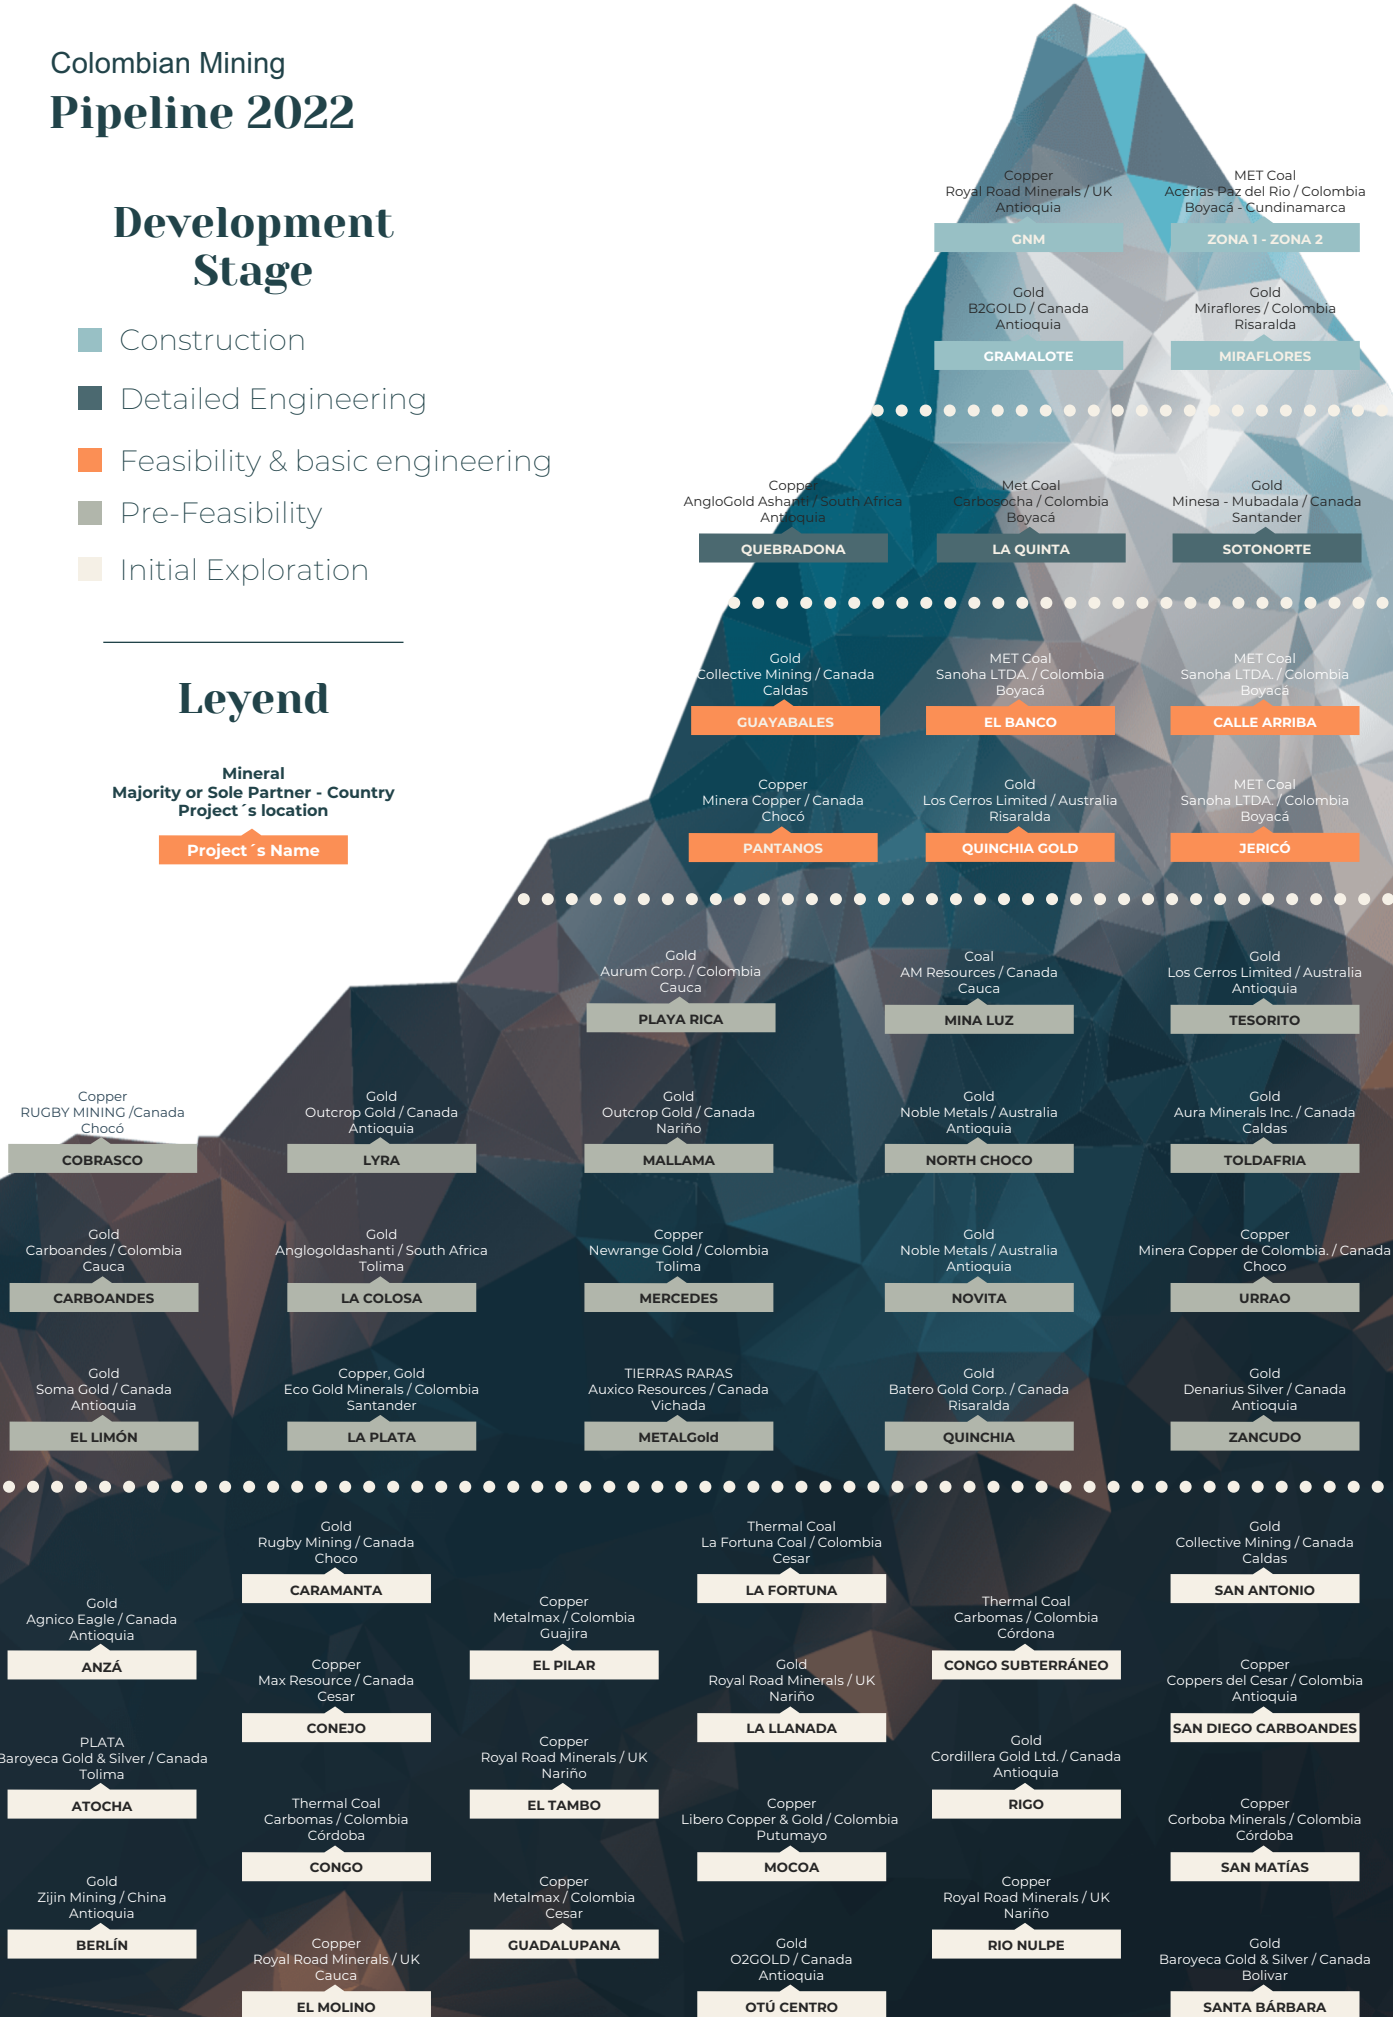 Colombian Mining
Pipeline 2022
Development
Stage
Construction
Detailed Engineering
Feasibility & basic engineering
Pre-Feasibility
Initial Exploration
Leyend
Mineral
Majority or Sole Partner - Country
Project´s location
Project´s Name
Copper
Royal Road Minerals / UK
Antioquia
GNM
MET Coal
Acerías Paz del Rio / Colombia
Boyacá - Cundinamarca
ZONA 1 - ZONA 2
Gold
B2GOLD / Canada
Antioquia
GRAMALOTE
Gold
Miraflores / Colombia
Risaralda
MIRAFLORES
Copper
AngloGold Ashanti / South Africa
Antioquia
QUEBRADONA
Met Coal
Carbosocha / Colombia
Boyacá
LA QUINTA
Gold
Minesa - Mubadala / Canada
Santander
SOTONORTE
Gold
Collective Mining / Canada
Caldas
GUAYABALES
MET Coal
Sanoha LTDA. / Colombia
Boyacá
EL BANCO
MET Coal
Sanoha LTDA. / Colombia
Boyacá
CALLE ARRIBA
Copper
Minera Copper / Canada
Chocó
PANTANOS
Gold
Los Cerros Limited / Australia
Risaralda
QUINCHIA GOLD
MET Coal
Sanoha LTDA. / Colombia
Boyacá
JERICÓ
Gold
Aurum Corp. / Colombia
Cauca
PLAYA RICA
Coal
AM Resources / Canada
Cauca
MINA LUZ
Gold
Los Cerros Limited / Australia
Antioquia
TESORITO
Copper
RUGBY MINING /Canada
Chocó
COBRASCO
Gold
Outcrop Gold / Canada
Antioquia
LYRA
Gold
Outcrop Gold / Canada
Nariño
MALLAMA
Gold
Noble Metals / Australia
Antioquia
NORTH CHOCO
Gold
Aura Minerals Inc. / Canada
Caldas
TOLDAFRIA
Gold
Carboandes / Colombia
Cauca
CARBOANDES
Gold
Anglogoldashanti / South Africa
Tolima
LA COLOSA
Copper
Newrange Gold / Colombia
Tolima
MERCEDES
Gold
Noble Metals / Australia
Antioquia
NOVITA
Copper
Minera Copper de Colombia. / Canada
Choco
URRAO
Gold
Soma Gold / Canada
Antioquia
EL LIMÓN
Copper, Gold
Eco Gold Minerals / Colombia
Santander
LA PLATA
TIERRAS RARAS
Auxico Resources / Canada
Vichada
METALGold
Gold
Batero Gold Corp. / Canada
Risaralda
QUINCHIA
Gold
Denarius Silver / Canada
Antioquia
ZANCUDO
Gold
Agnico Eagle / Canada
Antioquia
ANZÁ
PLATA
Baroyeca Gold & Silver / Canada
Tolima
ATOCHA
Gold
Zijin Mining / China
Antioquia
BERLÍN
Gold
Rugby Mining / Canada
Choco
CARAMANTA
Copper
Max Resource / Canada
Cesar
CONEJO
Thermal Coal
Carbomas / Colombia
Córdoba
CONGO
Copper
Royal Road Minerals / UK
Cauca
EL MOLINO
Copper
Metalmax / Colombia
Guajira
EL PILAR
Copper
Royal Road Minerals / UK
Nariño
EL TAMBO
Copper
Metalmax / Colombia
Cesar
GUADALUPANA
Thermal Coal
La Fortuna Coal / Colombia
Cesar
LA FORTUNA
Gold
Royal Road Minerals / UK
Nariño
LA LLANADA
Copper
Libero Copper & Gold / Colombia
Putumayo
MOCOA
Gold
O2GOLD / Canada
Antioquia
OTÚ CENTRO
Thermal Coal
Carbomas / Colombia
Córdona
CONGO SUBTERRÁNEO
Gold
Cordillera Gold Ltd. / Canada
Antioquia
RIGO
Copper
Royal Road Minerals / UK
Nariño
RIO NULPE
Gold
Collective Mining / Canada
Caldas
SAN ANTONIO
Copper
Coppers del Cesar / Colombia
Antioquia
SAN DIEGO CARBOANDES
Copper
Corboba Minerals / Colombia
Córdoba
SAN MATÍAS
Gold
Baroyeca Gold & Silver / Canada
Bolivar
SANTA BÁRBARA